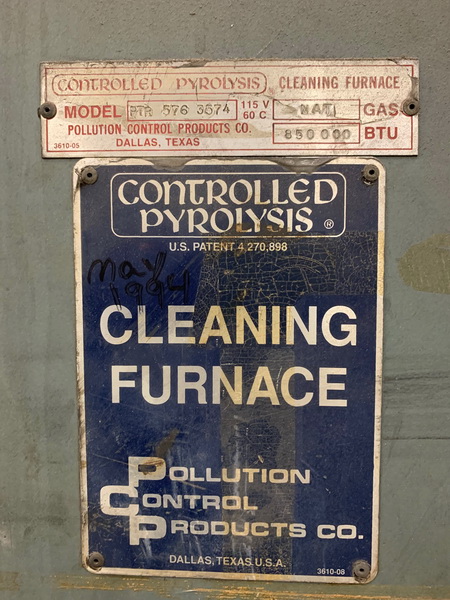 CONTROLLED PYROLYSIS CLEANING FURNACE
MODEL PTR 576 3574 115 V 60 C NAT GAS
POLLUTION CONTROL PRODUCTS CO. 850 000 BTU
3610-05 DALLAS, TEXAS
CONTROLLED
PYROLYSIS ®
U.S. PATENT 4,270,898
may
1994
CLEANING
FURNACE
POLLUTION
CONTROL
PRODUCTS CO.
DALLAS, TEXAS U.S.A.
3610-08